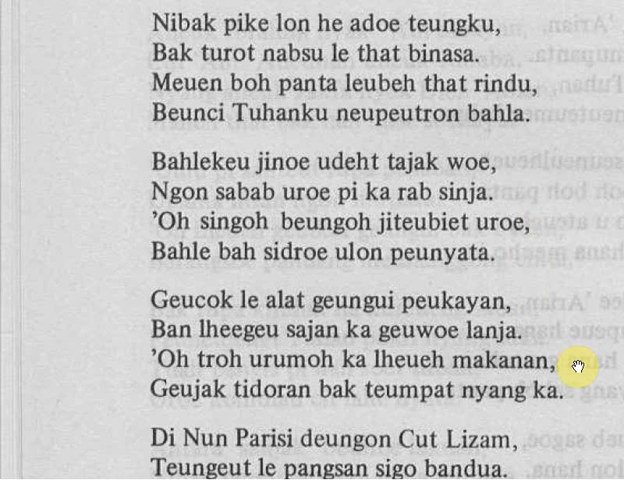 Nibak pike lon he adoe teungku,
Bak turot nabsu le that binasa.
Meuen boh panta leubeh that rindu,
Beunci Tuhanku neupeutron bahla.
Bahlekeu jinoe udeht tajak woe,
Ngon sabab uroe pi ka rab sinja.
'Oh singoh beungoh jiteubiet uroe,
Bahle bah sidroe ulon peunyata.
Geucok le alat geungui peukayan,
Ban lheegeu sajan ka geuwoe lanja.
'Oh troh urumoh ka lheueh makanan,
Geujak tidoran bak teumpat nyang ka.
Di Nun Parisi deungon Cut Lizam,
Teungeut le pangsan sigo bandua.